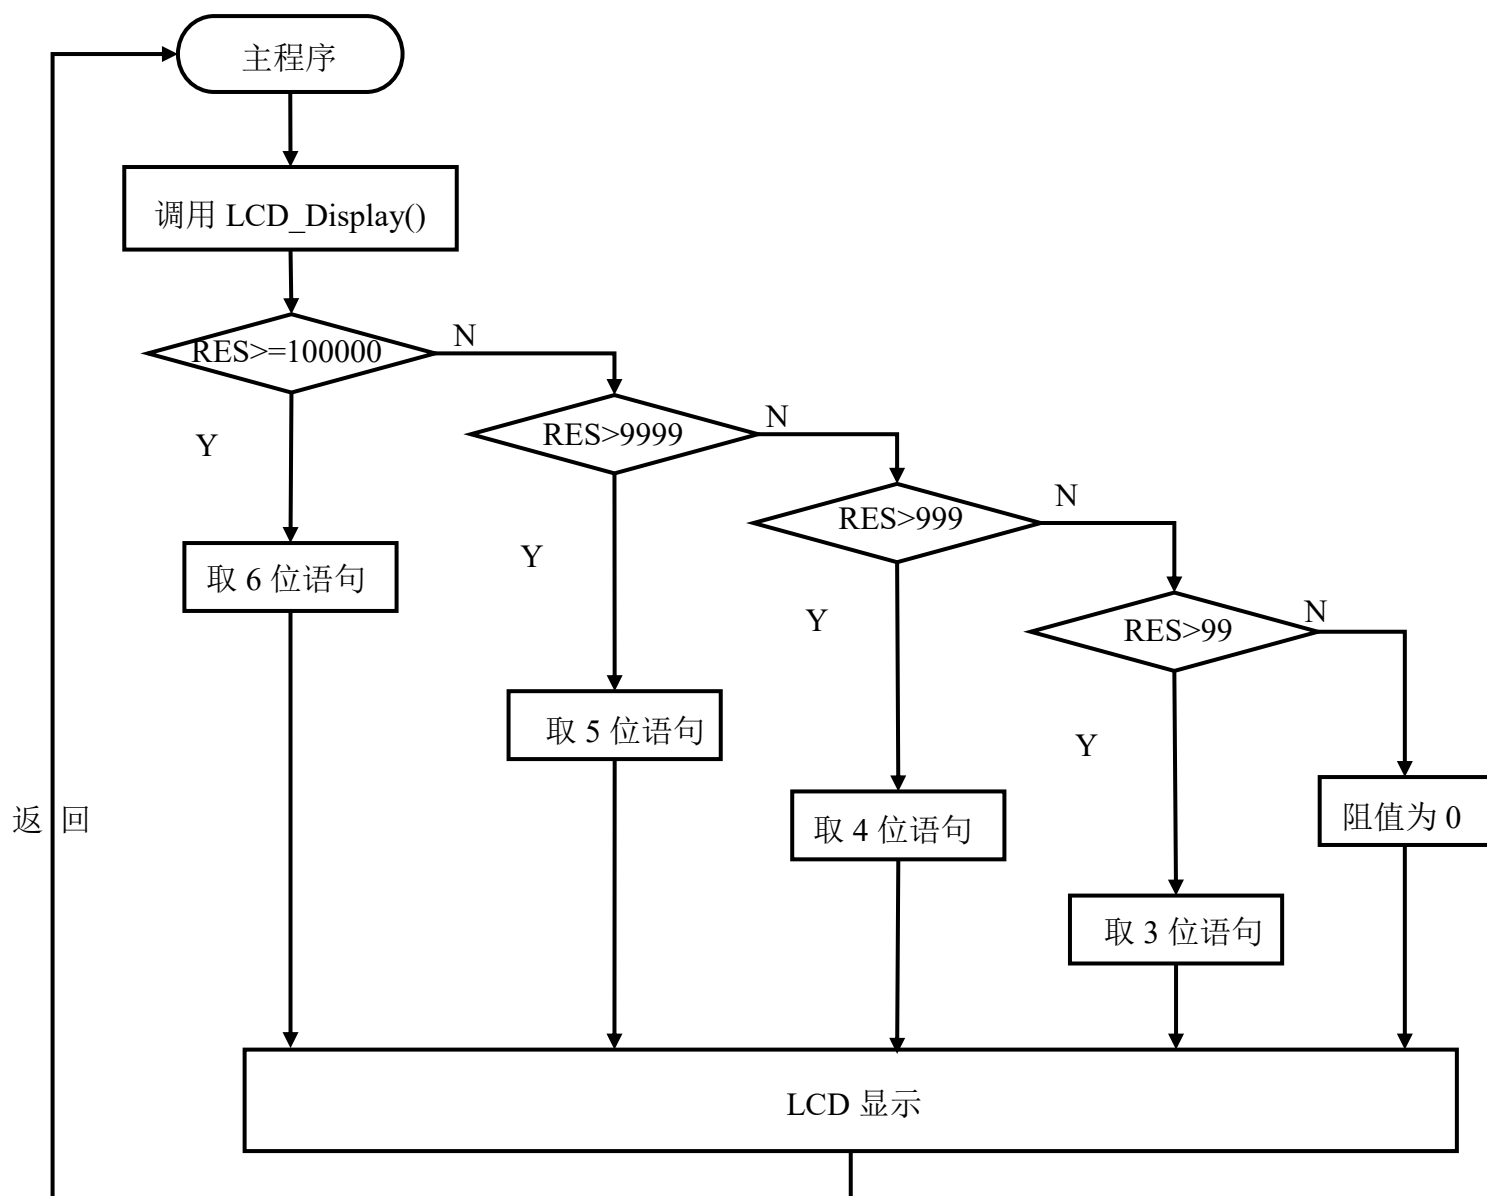 主程序
调用 LCD_Display()
RES>=100000
N
Y
RES>9999
N
Y
RES>999
N
Y
RES>99
N
Y
取 6 位语句
取 5 位语句
取 4 位语句
取 3 位语句
阻值为 0
返 回
LCD 显示